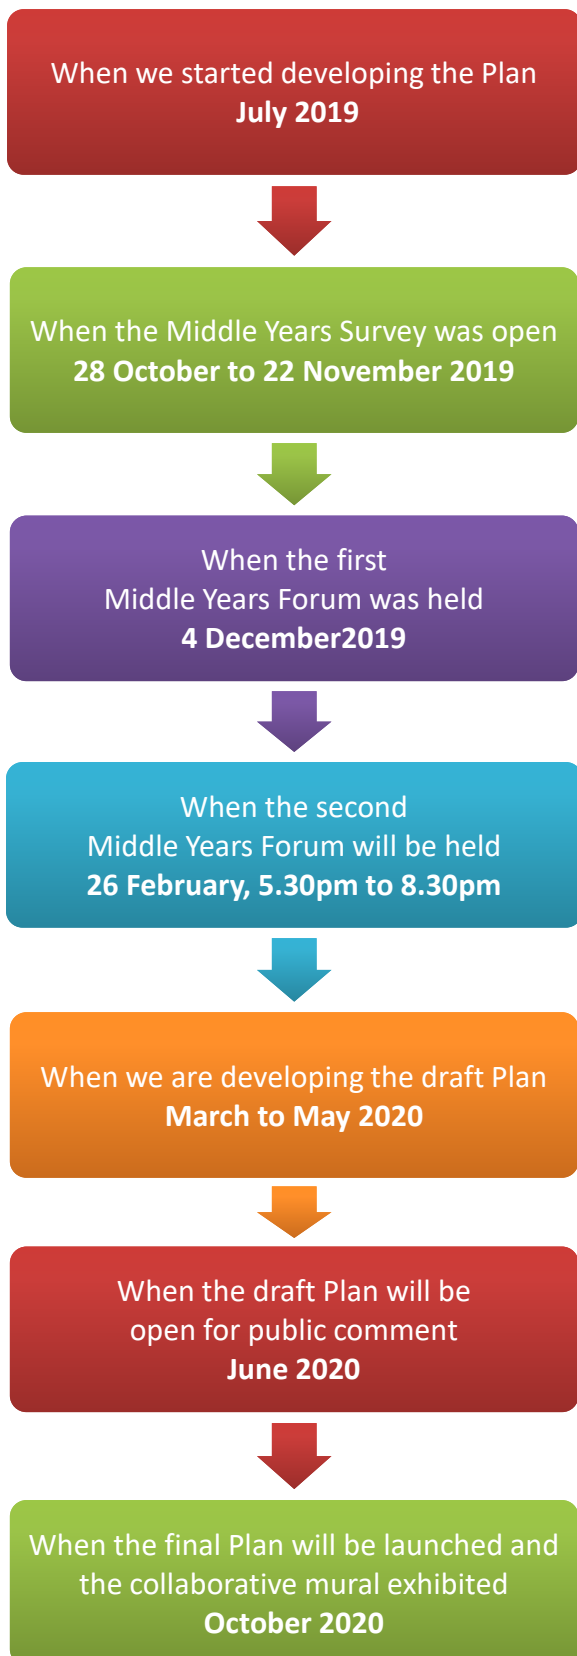 When we started developing the Plan
July 2019
When the Middle Years Survey was open
28 October to 22 November 2019
When the first
Middle Years Forum was held
4 December2019
When the second
Middle Years Forum will be held
26 February, 5.30pm to 8.30pm
When we are developing the draft Plan
March to May 2020
When the draft Plan will be
open for public comment
June 2020
When the final Plan will be launched and
the collaborative mural exhibited
October 2020